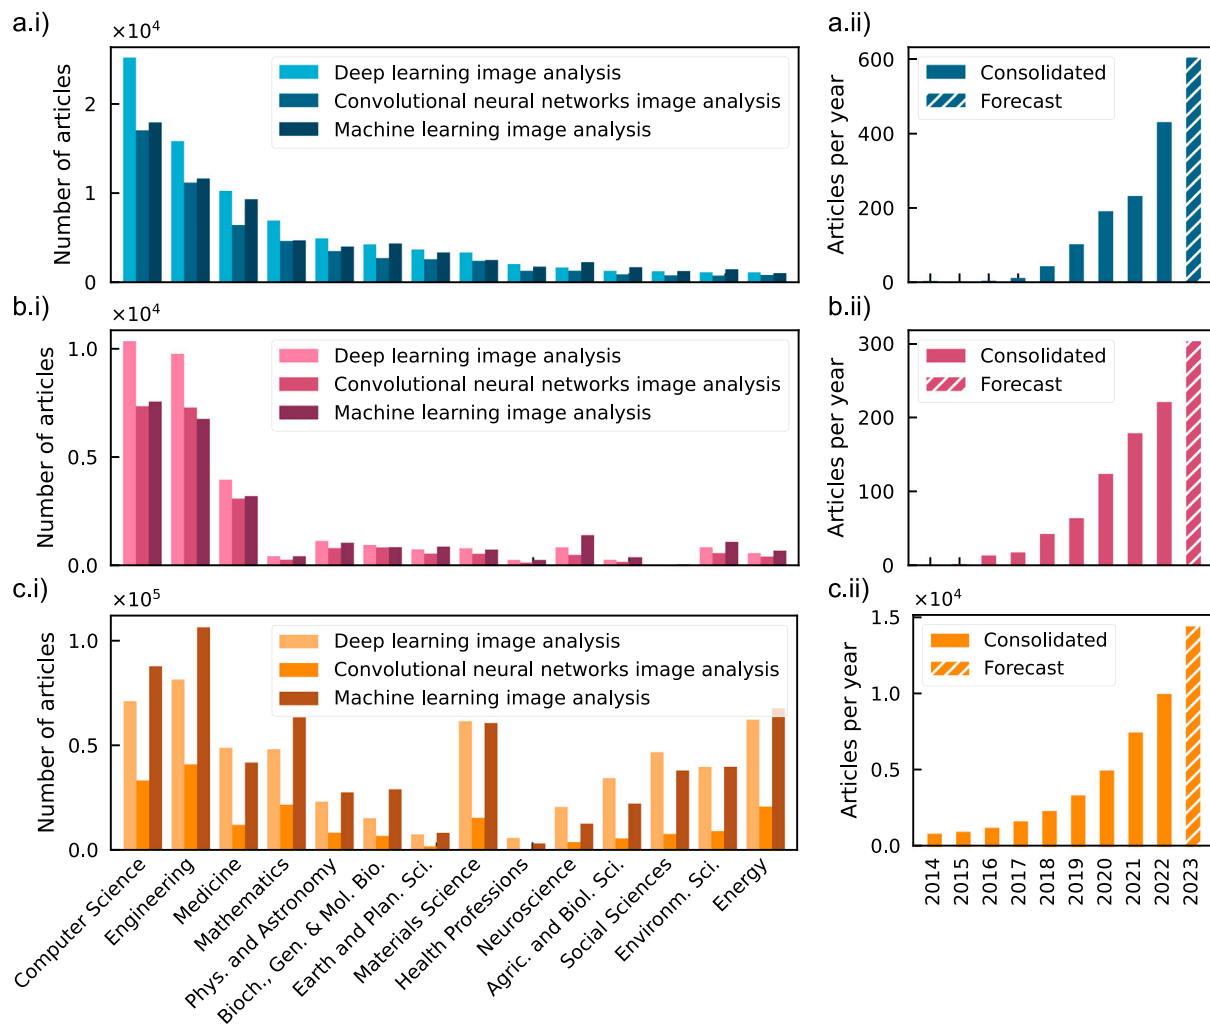 a.i)
×10⁴
Number of articles
2
1
0
Deep learning image analysis
Convolutional neural networks image analysis
Machine learning image analysis
a.ii)
Articles per year
600
400
200
0
Consolidated
Forecast
b.i)
×10⁴
Number of articles
1.0
0.5
0.0
Deep learning image analysis
Convolutional neural networks image analysis
Machine learning image analysis
b.ii)
Articles per year
300
200
100
0
Consolidated
Forecast
c.i)
×10⁵
Number of articles
1.0
0.5
0.0
Deep learning image analysis
Convolutional neural networks image analysis
Machine learning image analysis
Computer Science
Engineering
Medicine
Mathematics
Phys. and Astronomy
Bioch., Gen. & Mol. Bio.
Earth and Plan. Sci.
Materials Science
Health Professions
Neuroscience
Agric. and Biol. Sci.
Social Sciences
Environm. Sci.
Energy
c.ii)
×10⁴
Articles per year
1.5
1.0
0.5
0.0
Consolidated
Forecast
2014
2015
2016
2017
2018
2019
2020
2021
2022
2023